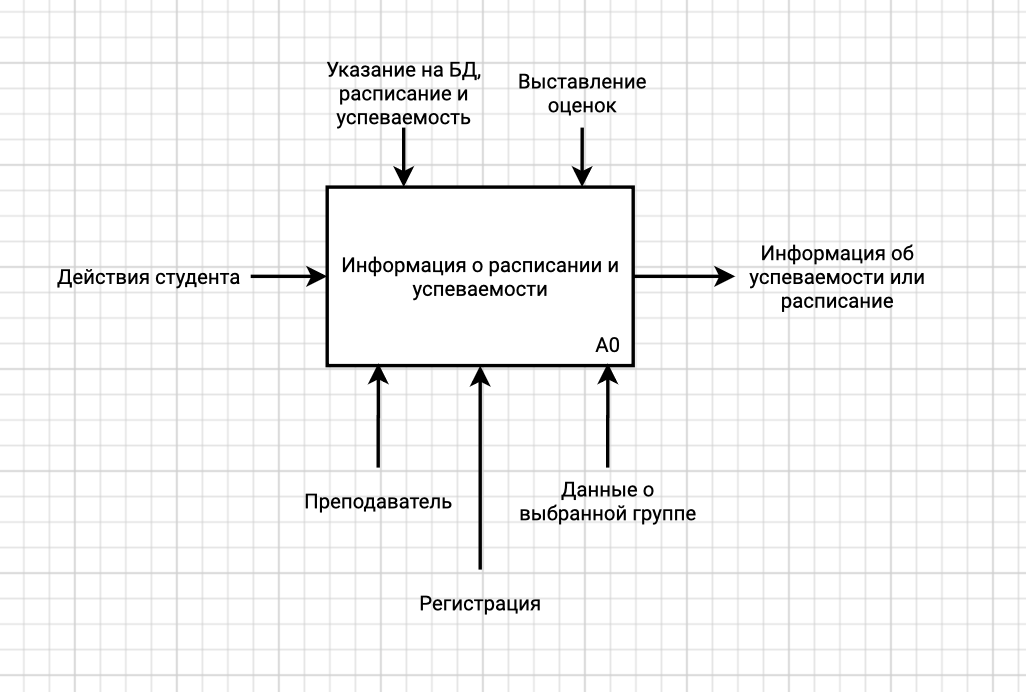 Указание на БД,
расписание и
успеваемость
Выставление
оценок
Действия студента
Информация о расписании и
успеваемости
A0
Информация об
успеваемости или
расписание
Преподаватель
Данные о
выбранной группе
Регистрация